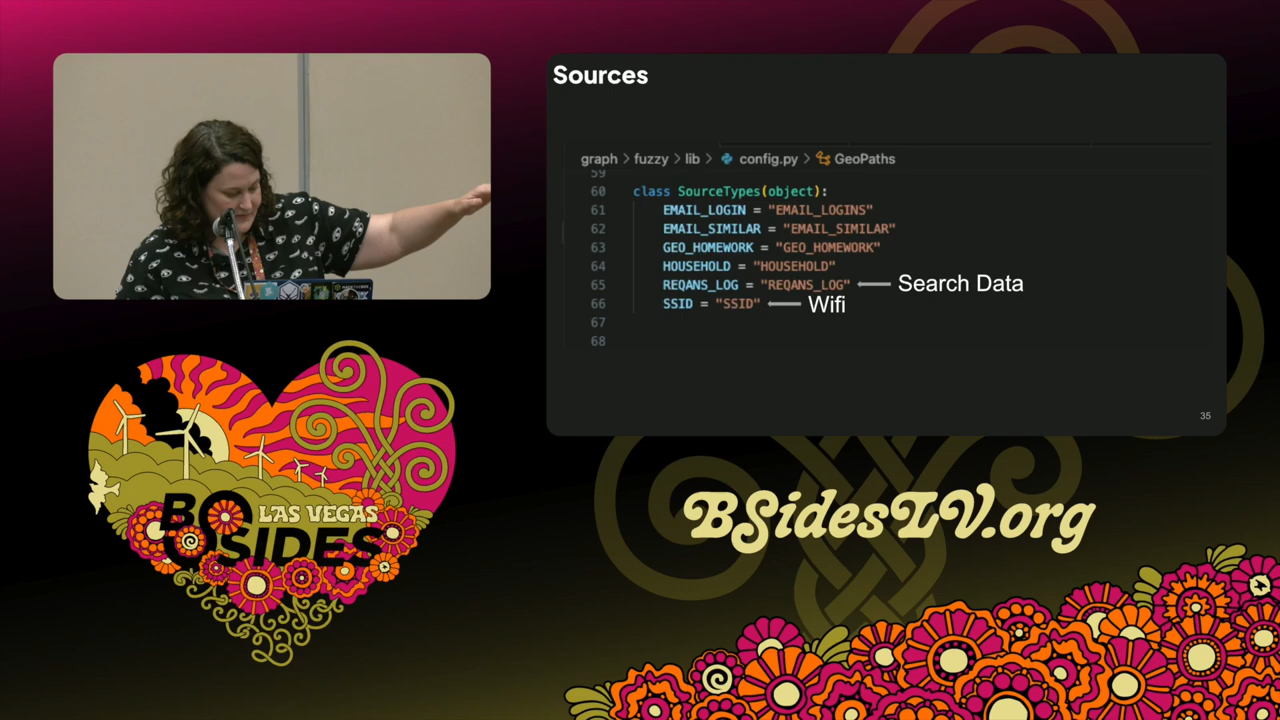 Sources
graph > fuzzy > lib > config.py > GeoPaths
59
60 class SourceTypes(object):
61 EMAIL_LOGIN = "EMAIL_LOGINS"
62 EMAIL_SIMILAR = "EMAIL_SIMILAR"
63 GEO_HOMEWORK = "GEO_HOMEWORK"
64 HOUSEHOLD = "HOUSEHOLD"
65 REQANS_LOG = "REQANS_LOG" Search Data
66 SSID = "SSID" Wifi
67
68
35
LAS VEGAS
BSIDES
23
BSidesLV.org